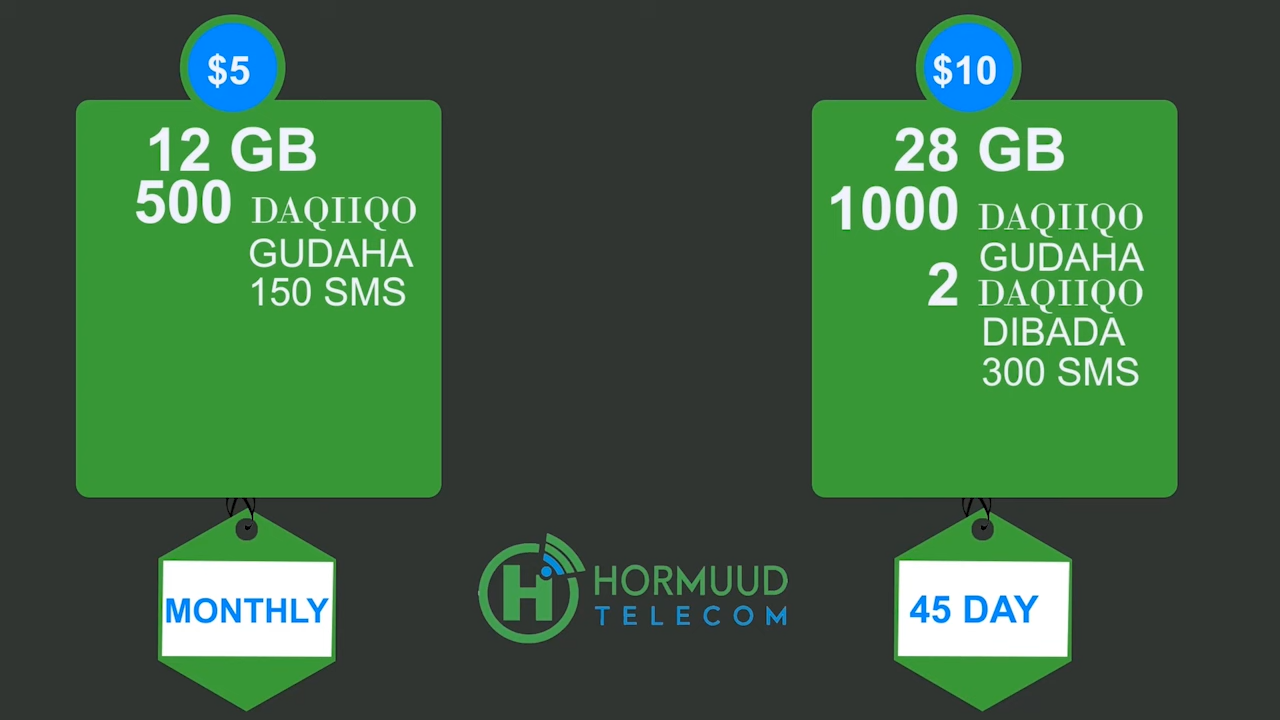 $5
12 GB
500 DAQIIQO
GUDAHA
150 SMS
MONTHLY
$10
28 GB
1000 DAQIIQO
GUDAHA
2 DAQIIQO
DIBADA
300 SMS
45 DAY
HORMUUD
TELECOM